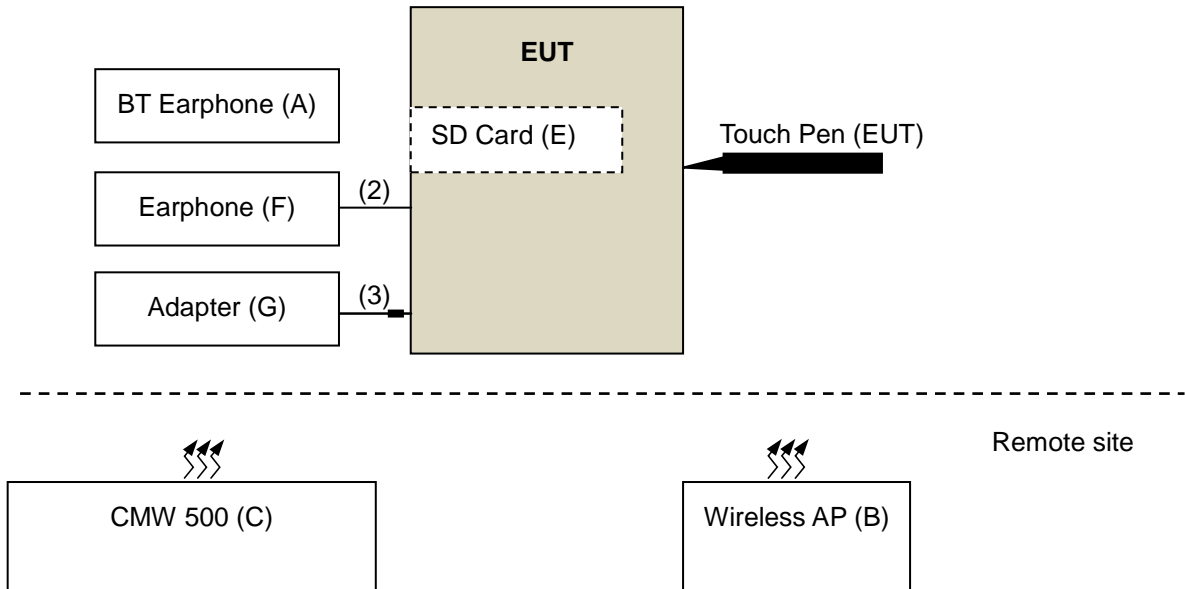 EUT
BT Earphone (A)
SD Card (E)
Touch Pen (EUT)
Earphone (F)
(2)
Adapter (G)
(3)
Remote site
CMW 500 (C)
Wireless AP (B)